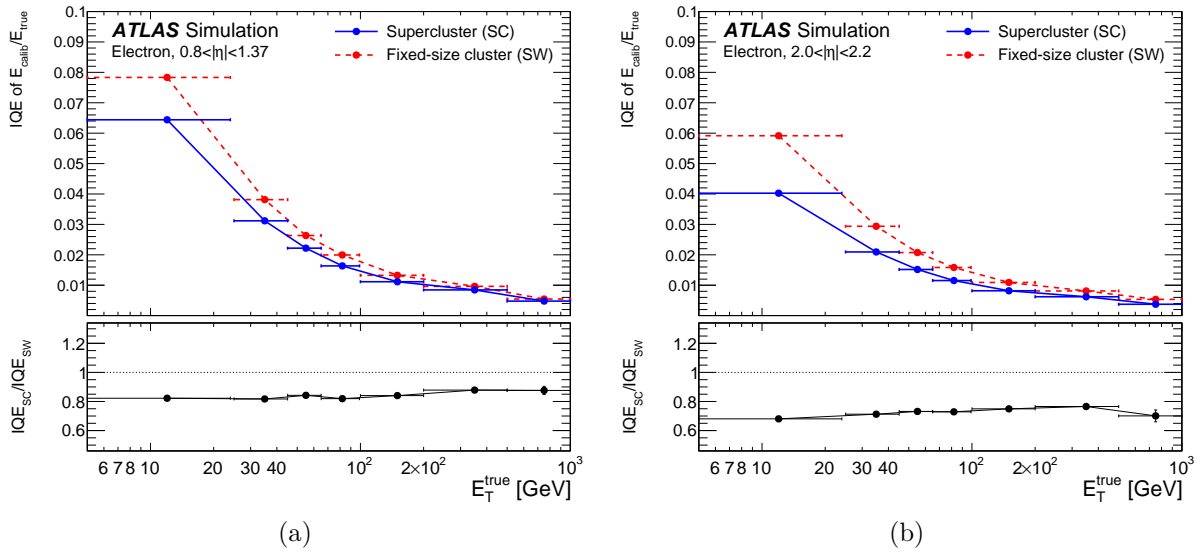 ATLAS Simulation
Electron, 0.8<|η|<1.37
Supercluster (SC)
Fixed-size cluster (SW)
IQE of E_calib/E_true
0.1
0.09
0.08
0.07
0.06
0.05
0.04
0.03
0.02
0.01
IQE_SC/IQE_SW
1.2
1
0.8
0.6
6 7 8 10 20 30 40 10² 2×10² 10³
E_T^true [GeV]
(a)
ATLAS Simulation
Electron, 2.0<|η|<2.2
Supercluster (SC)
Fixed-size cluster (SW)
IQE of E_calib/E_true
0.1
0.09
0.08
0.07
0.06
0.05
0.04
0.03
0.02
0.01
IQE_SC/IQE_SW
1.2
1
0.8
0.6
6 7 8 10 20 30 40 10² 2×10² 10³
E_T^true [GeV]
(b)